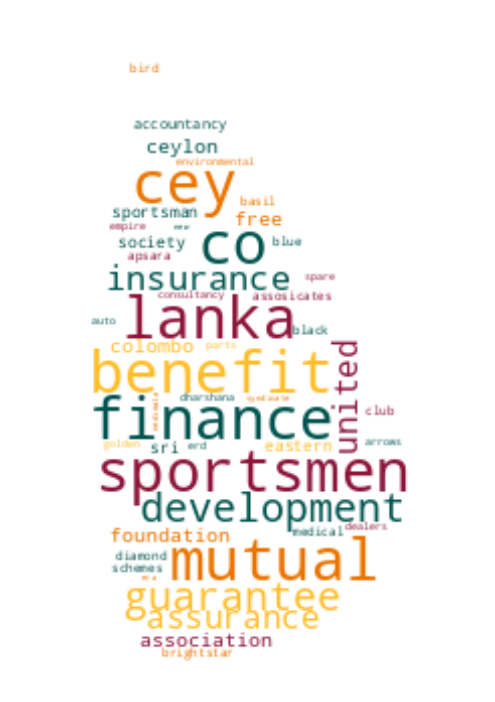 bird
accountancy
ceylon
environmental
cey
basil
sportsman
free
empire
new
co
blue
society
apsara
insurance
spare
consultancy
assosicates
lanka
auto
black
colombo
parts
benefit
united
dharshana
syndicate
finance
club
golden
sri
erd
eastern
arrows
sportsmen
development
dealers
medical
foundation
mutual
diamond
schemes
guarantee
assurance
association
brightstar